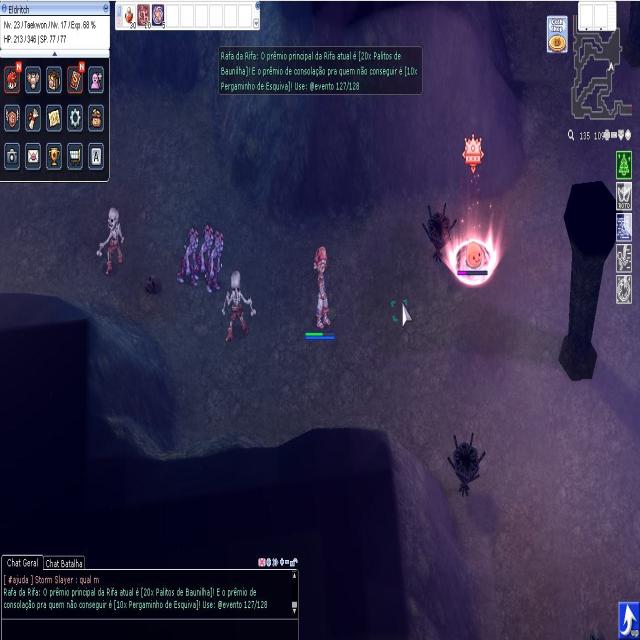 Eldritch
Nv. 23 / Taekwon / Nv. 17 / Exp. 68 %
HP. 213 / 346 | SP. 77 / 77
N
N
A
30
5
5
Rafa da Rifa: O prêmio principal da Rifa atual é [20x Palitos de
Baunilha]! E o prêmio de consolação pra quem não conseguir é [10x
Pergaminho de Esquiva]! Use: @evento 127/128
135
ROTD
Chat Geral
Chat Batalha
[ #ajuda ] Storm Slayer : qual m
Rafa da Rifa: O prêmio principal da Rifa atual é [20x Palitos de Baunilha]! E o prêmio de
consolação pra quem não conseguir é [10x Pergaminho de Esquiva]! Use: @evento 127/128